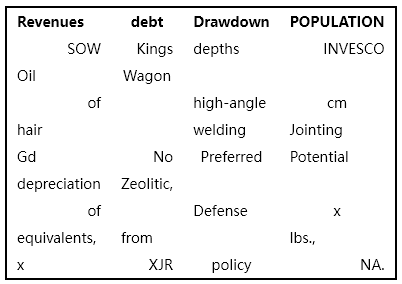 Revenues debt Drawdown POPULATION
SOW Kings depths INVESCO
Oil Wagon
of high-angle cm
hair welding Jointing
Gd No Preferred Potential
depreciation Zeolitic,
of Defense x
equivalents, from lbs.,
x XJR policy NA.